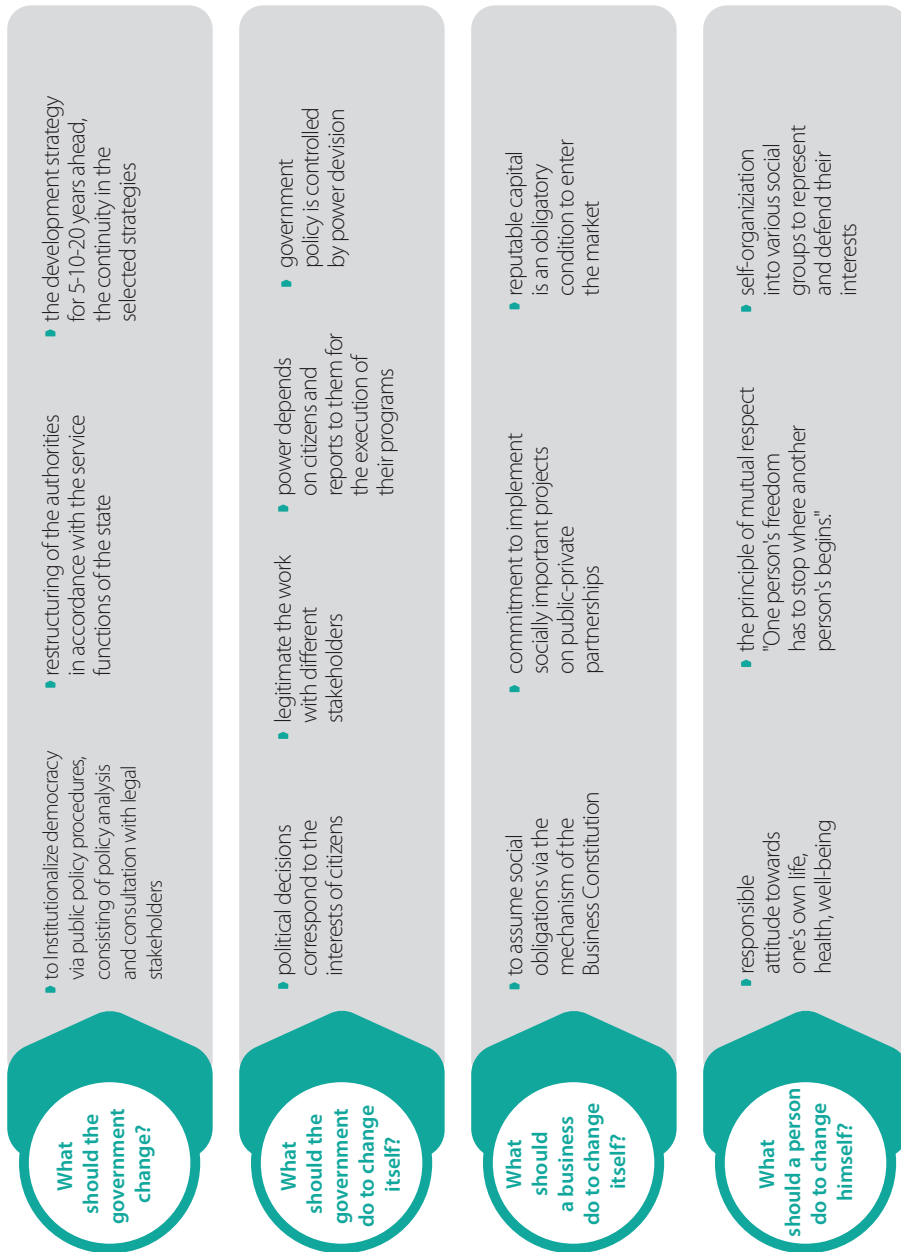 What
should the
government
change?
to Institutionalize democracy
via public policy procedures,
consisting of policy analysis
and consultation with legal
stakeholders
restructuring of the authorities
in accordance with the service
functions of the state
the development strategy
for 5-10-20 years ahead,
the continuity in the
selected strategies
What
should the
government
do to change
itself?
political decisions
correspond to the
interests of citizens
legitimate the work
with different
stakeholders
power depends
on citizens and
reports to them for
the execution of
their programs
government
policy is controlled
by power devision
What
should
a business
do to change
itself?
to assume social
obligations via the
mechanism of the
Business Constitution
commitment to implement
socially important projects
on public-private
partnerships
reputable capital
is an obligatory
condition to enter
the market
What
should a person
do to change
himself?
responsible
attitude towards
one's own life,
health, well-being
the principle of mutual respect
"One person's freedom
has to stop where another
person's begins."
self-organiziation
into various social
groups to represent
and defend their
interests